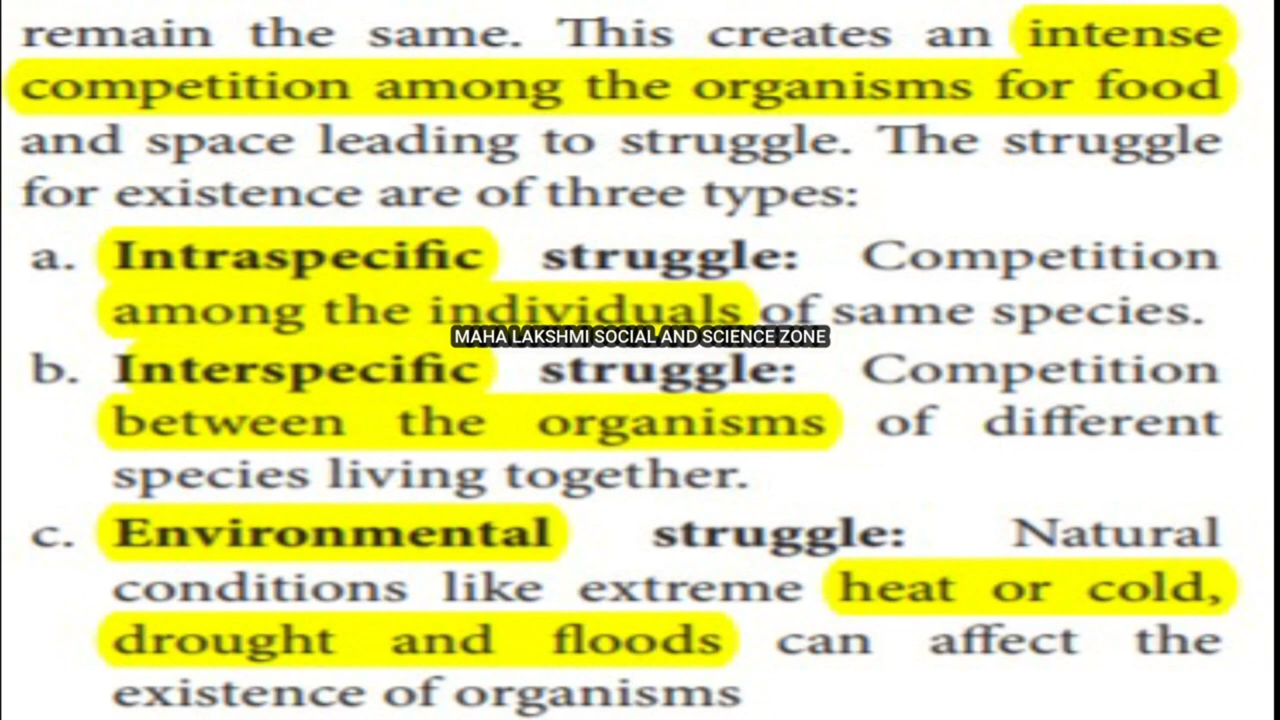 remain the same. This creates an intense
competition among the organisms for food
and space leading to struggle. The struggle
for existence are of three types:
a. Intraspecific struggle: Competition
among the individuals of same species.
MAHA LAKSHMI SOCIAL AND SCIENCE ZONE
b. Interspecific struggle: Competition
between the organisms of different
species living together.
c. Environmental struggle: Natural
conditions like extreme heat or cold,
drought and floods can affect the
existence of organisms